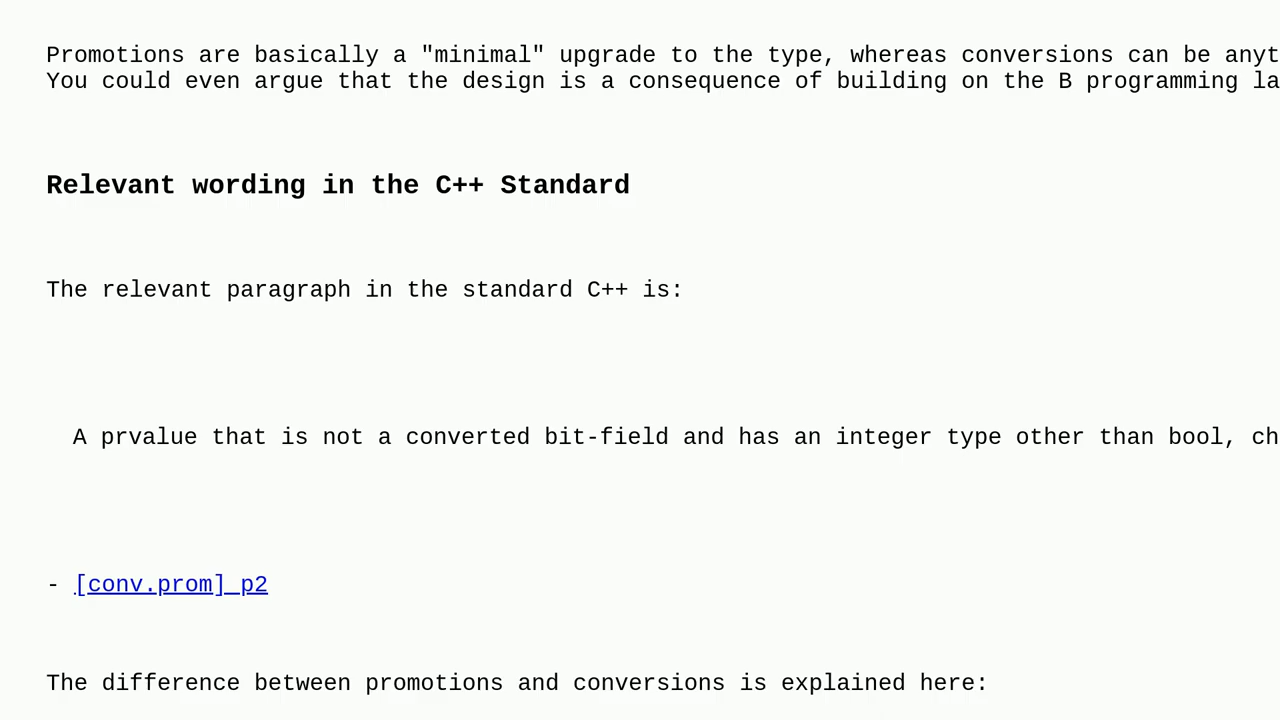 Promotions are basically a "minimal" upgrade to the type, whereas conversions can be
You could even argue that the design is a consequence of building on the B programming
Relevant wording in the C++ Standard
The relevant paragraph in the standard C++ is:
A prvalue that is not a converted bit-field and has an integer type other than bool,
- [conv.prom] p2
The difference between promotions and conversions is explained here: